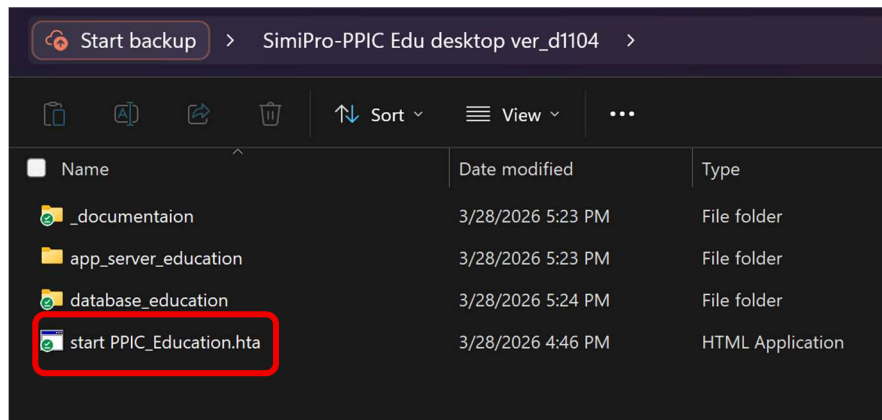 Start backup > SimiPro-PPIC Edu desktop ver_d1104 >
Sort View •••
Name Date modified Type
_documentaion 3/28/2026 5:23 PM File folder
app_server_education 3/28/2026 5:23 PM File folder
database_education 3/28/2026 5:24 PM File folder
start PPIC_Education.hta 3/28/2026 4:46 PM HTML Application